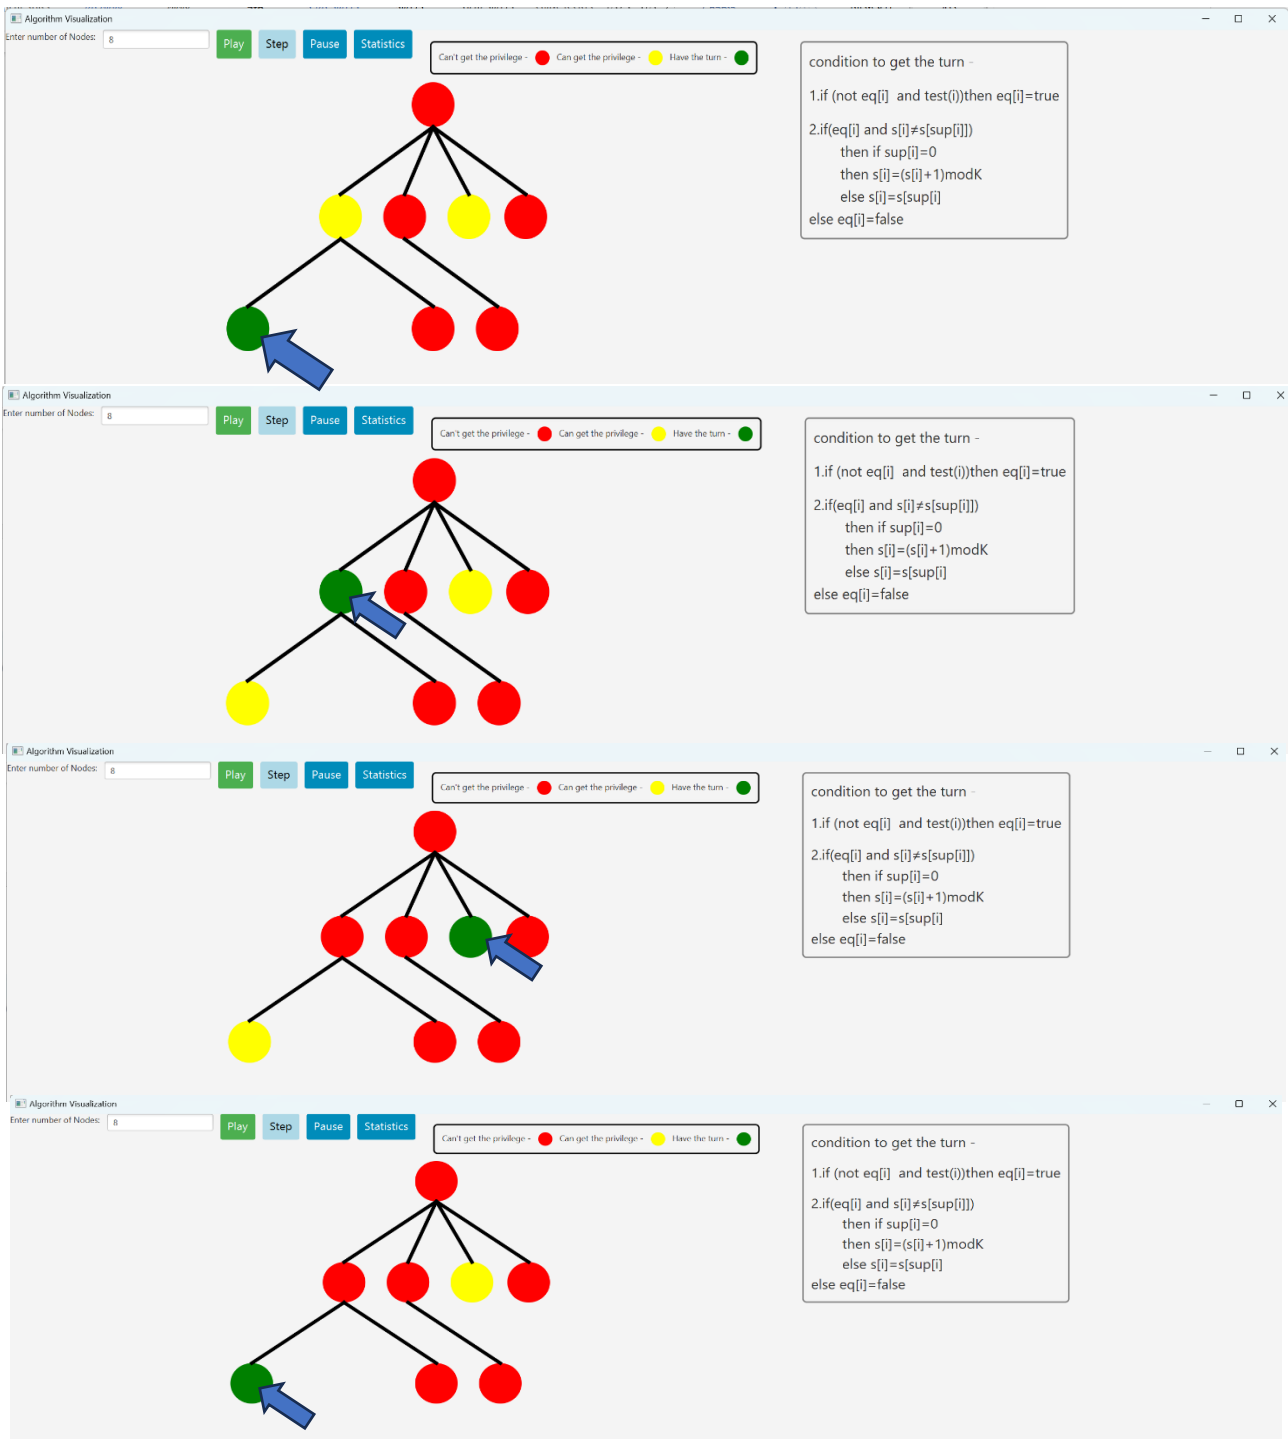 Algorithm Visualization
Enter number of Nodes: 8 Play Step Pause Statistics
Can't get the privilege - Can get the privilege - Have the turn -
condition to get the turn -
1.if (not eq[i] and test(i))then eq[i]=true
2.if(eq[i] and s[i]≠s[sup[i]])
then if sup[i]=0
then s[i]=(s[i]+1)modK
else s[i]=s[sup[i]
else eq[i]=false
Algorithm Visualization
Enter number of Nodes: 8 Play Step Pause Statistics
Can't get the privilege - Can get the privilege - Have the turn -
condition to get the turn -
1.if (not eq[i] and test(i))then eq[i]=true
2.if(eq[i] and s[i]≠s[sup[i]])
then if sup[i]=0
then s[i]=(s[i]+1)modK
else s[i]=s[sup[i]
else eq[i]=false
Algorithm Visualization
Enter number of Nodes: 8 Play Step Pause Statistics
Can't get the privilege - Can get the privilege - Have the turn -
condition to get the turn -
1.if (not eq[i] and test(i))then eq[i]=true
2.if(eq[i] and s[i]≠s[sup[i]])
then if sup[i]=0
then s[i]=(s[i]+1)modK
else s[i]=s[sup[i]
else eq[i]=false
Algorithm Visualization
Enter number of Nodes: 8 Play Step Pause Statistics
Can't get the privilege - Can get the privilege - Have the turn -
condition to get the turn -
1.if (not eq[i] and test(i))then eq[i]=true
2.if(eq[i] and s[i]≠s[sup[i]])
then if sup[i]=0
then s[i]=(s[i]+1)modK
else s[i]=s[sup[i]
else eq[i]=false